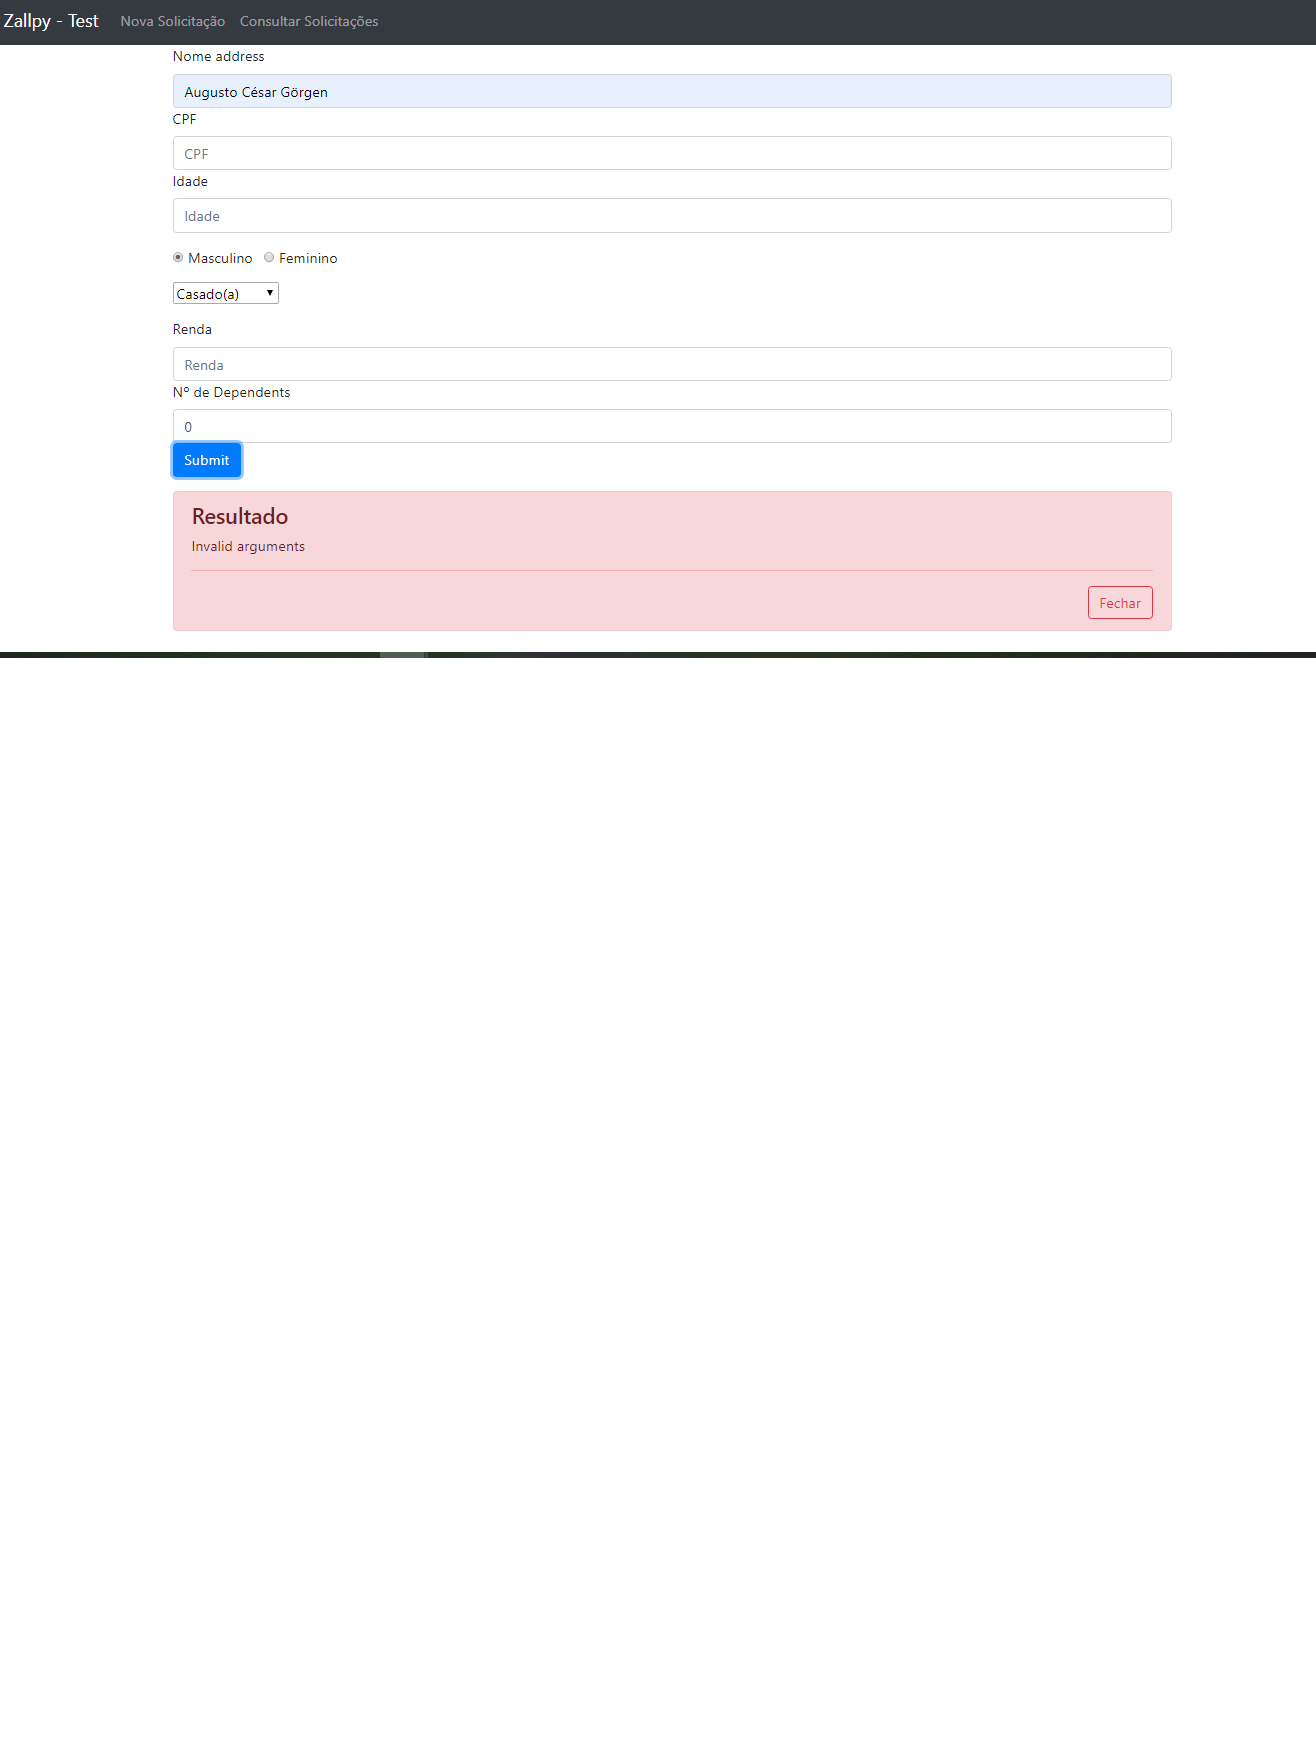 Zallpy - Test Nova Solicitação Consultar Solicitações
Nome address
Augusto César Görgen
CPF
CPF
Idade
Idade
Masculino Feminino
Casado(a)
Renda
Renda
Nº de Dependents
0
Submit
Resultado
Invalid arguments
Fechar